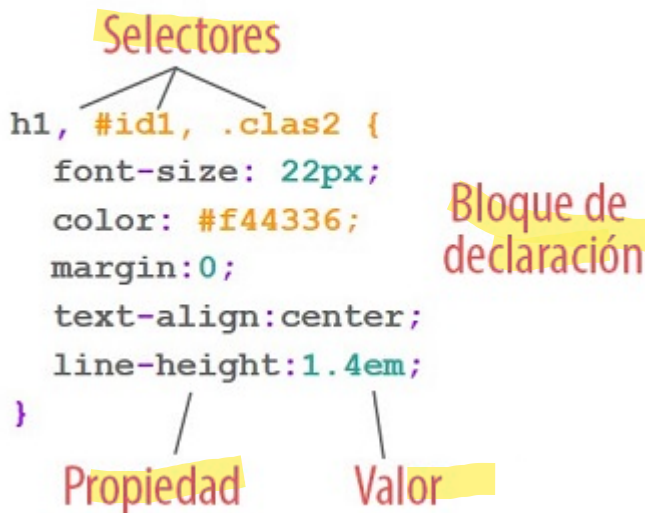 Selectores
h1, #id1, .clas2 {
font-size: 22px;
color: #f44336;
margin:0;
text-align:center;
line-height:1.4em;
}
Bloque de
declaración
Propiedad
Valor